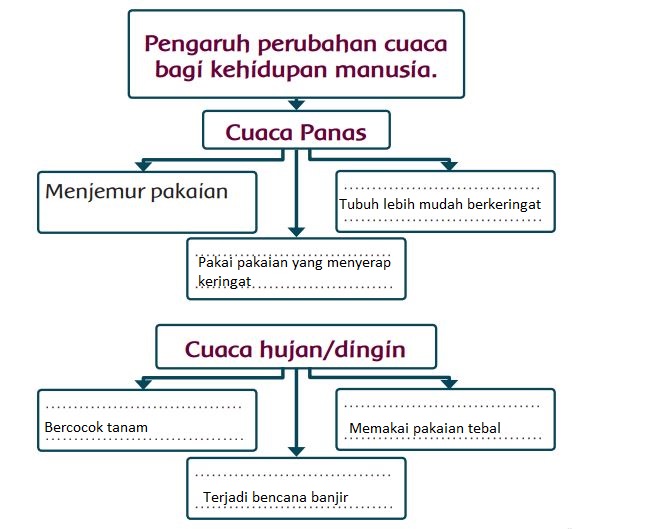 Pengaruh perubahan cuaca
bagi kehidupan manusia.
Cuaca Panas
Menjemur pakaian
Tubuh lebih mudah berkeringat
Pakai pakaian yang menyerap
keringat
Cuaca hujan/dingin
Bercocok tanam
Memakai pakaian tebal
Terjadi bencana banjir